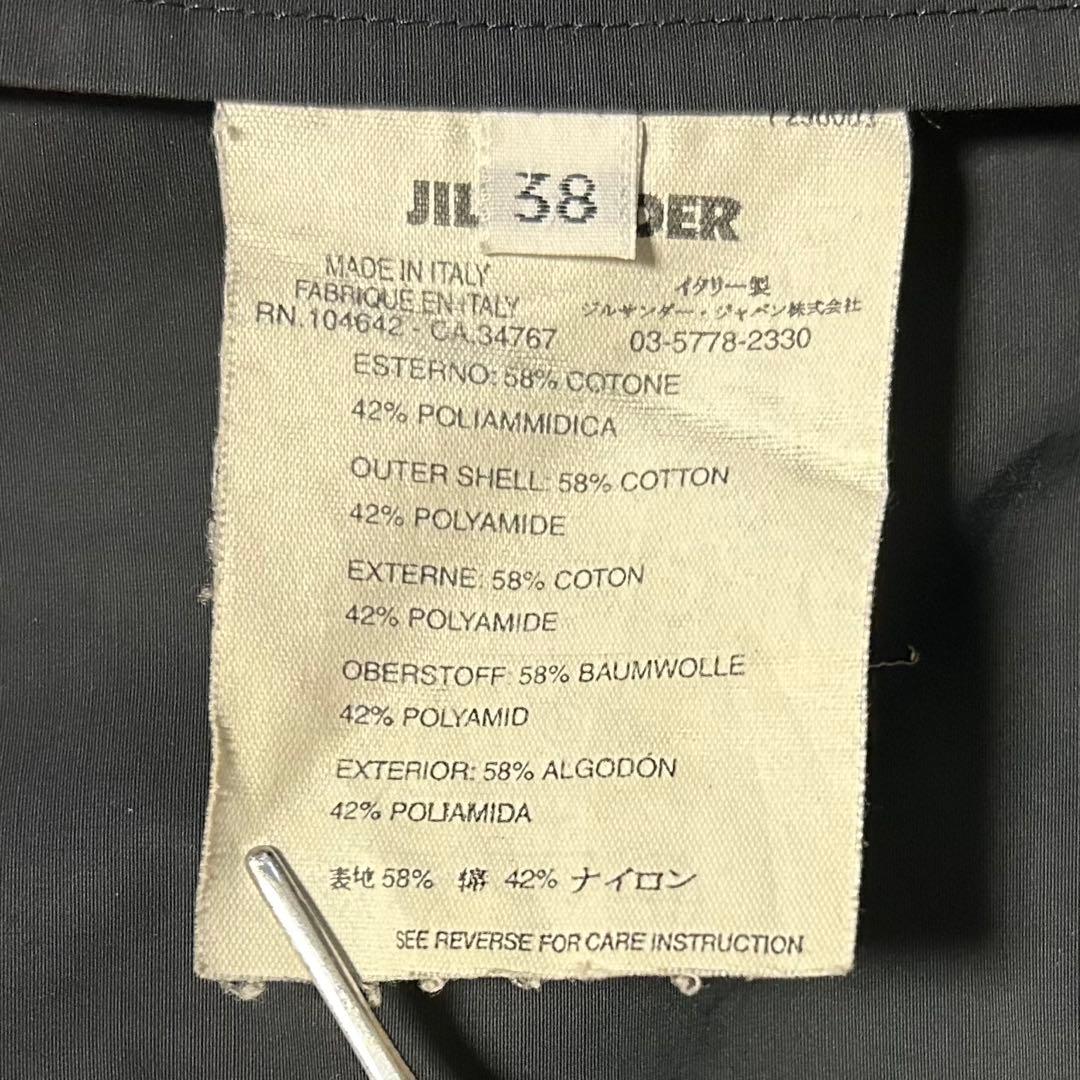 38
MADE IN ITALY
FABRIQUE EN ITALY
RN.104642 - CA.34767
イタリー製
ジルサンダー・ジャパン株式会社
03-5778-2330
ESTERNO: 58% COTONE
42% POLIAMMIDICA
OUTER SHELL: 58% COTTON
42% POLYAMIDE
EXTERNE: 58% COTON
42% POLYAMIDE
OBERSTOFF: 58% BAUMWOLLE
42% POLYAMID
EXTERIOR: 58% ALGODÓN
42% POLIAMIDA
表地 58% 綿 42% ナイロン
SEE REVERSE FOR CARE INSTRUCTION